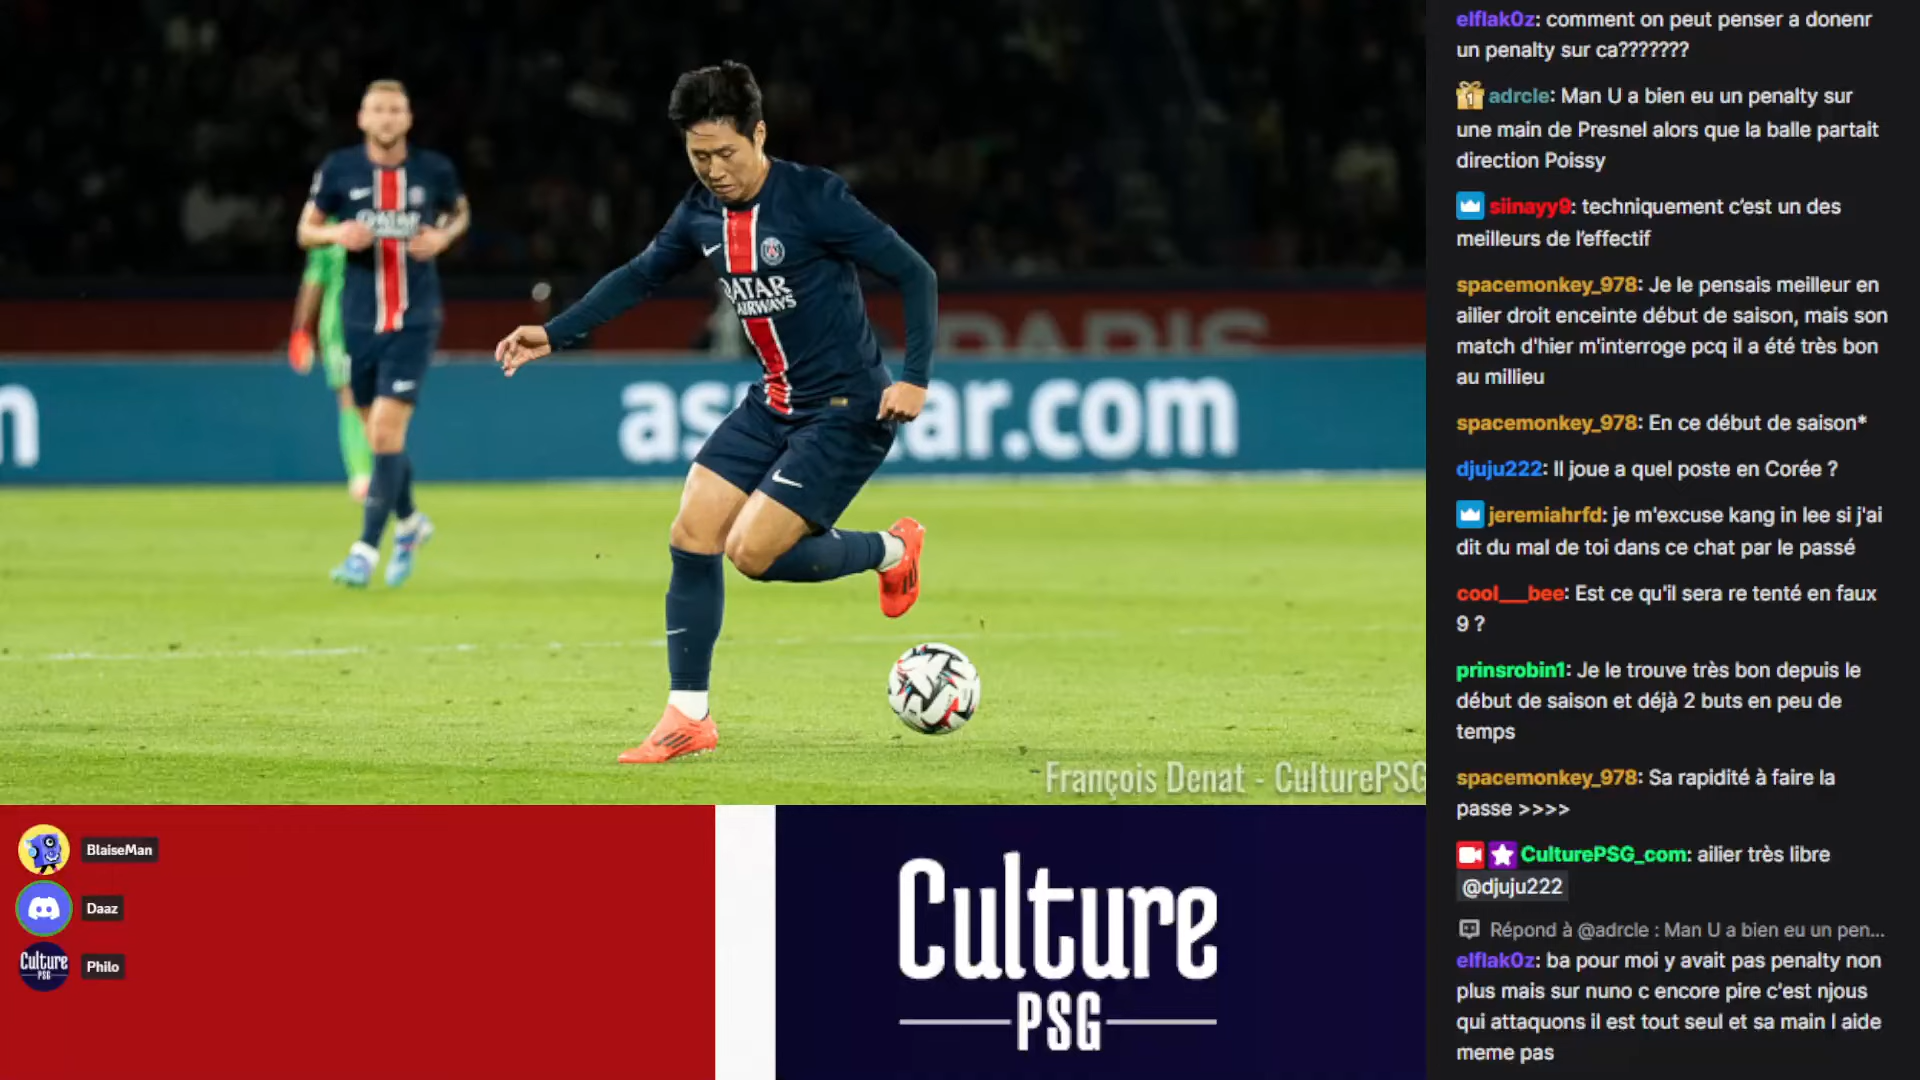 QATAR
AIRWAYS
QATAR
PARIS
as
ar.com
François Denat - CulturePSG
BlaiseMan
Daaz
Culture
PSG
Philo
Culture
PSG
elflak0z: comment on peut penser a donenr
un penalty sur ca???????
1 adrcle: Man U a bien eu un penalty sur
une main de Presnel alors que la balle partait
direction Poissy
siinayy9: techniquement c’est un des
meilleurs de l’effectif
spacemonkey_978: Je le pensais meilleur en
ailier droit enceinte début de saison, mais son
match d'hier m'interroge pcq il a été très bon
au millieu
spacemonkey_978: En ce début de saison*
djuju222: Il joue a quel poste en Corée ?
jeremiahrfd: je m'excuse kang in lee si j'ai
dit du mal de toi dans ce chat par le passé
cool___bee: Est ce qu'il sera re tenté en faux
9 ?
prinsrobin1: Je le trouve très bon depuis le
début de saison et déjà 2 buts en peu de
temps
spacemonkey_978: Sa rapidité à faire la
passe >>>>
CulturePSG_com: ailier très libre
@djuju222
Répond à @adrcle : Man U a bien eu un pen...
elflak0z: ba pour moi y avait pas penalty non
plus mais sur nuno c encore pire c'est njous
qui attaquons il est tout seul et sa main l aide
meme pas